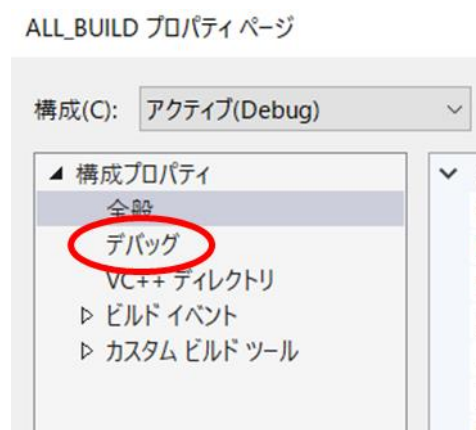 ALL_BUILD プロパティ ページ
構成(C): アクティブ(Debug)
構成プロパティ
全般
デバッグ
VC++ ディレクトリ
ビルド イベント
カスタム ビルド ツール